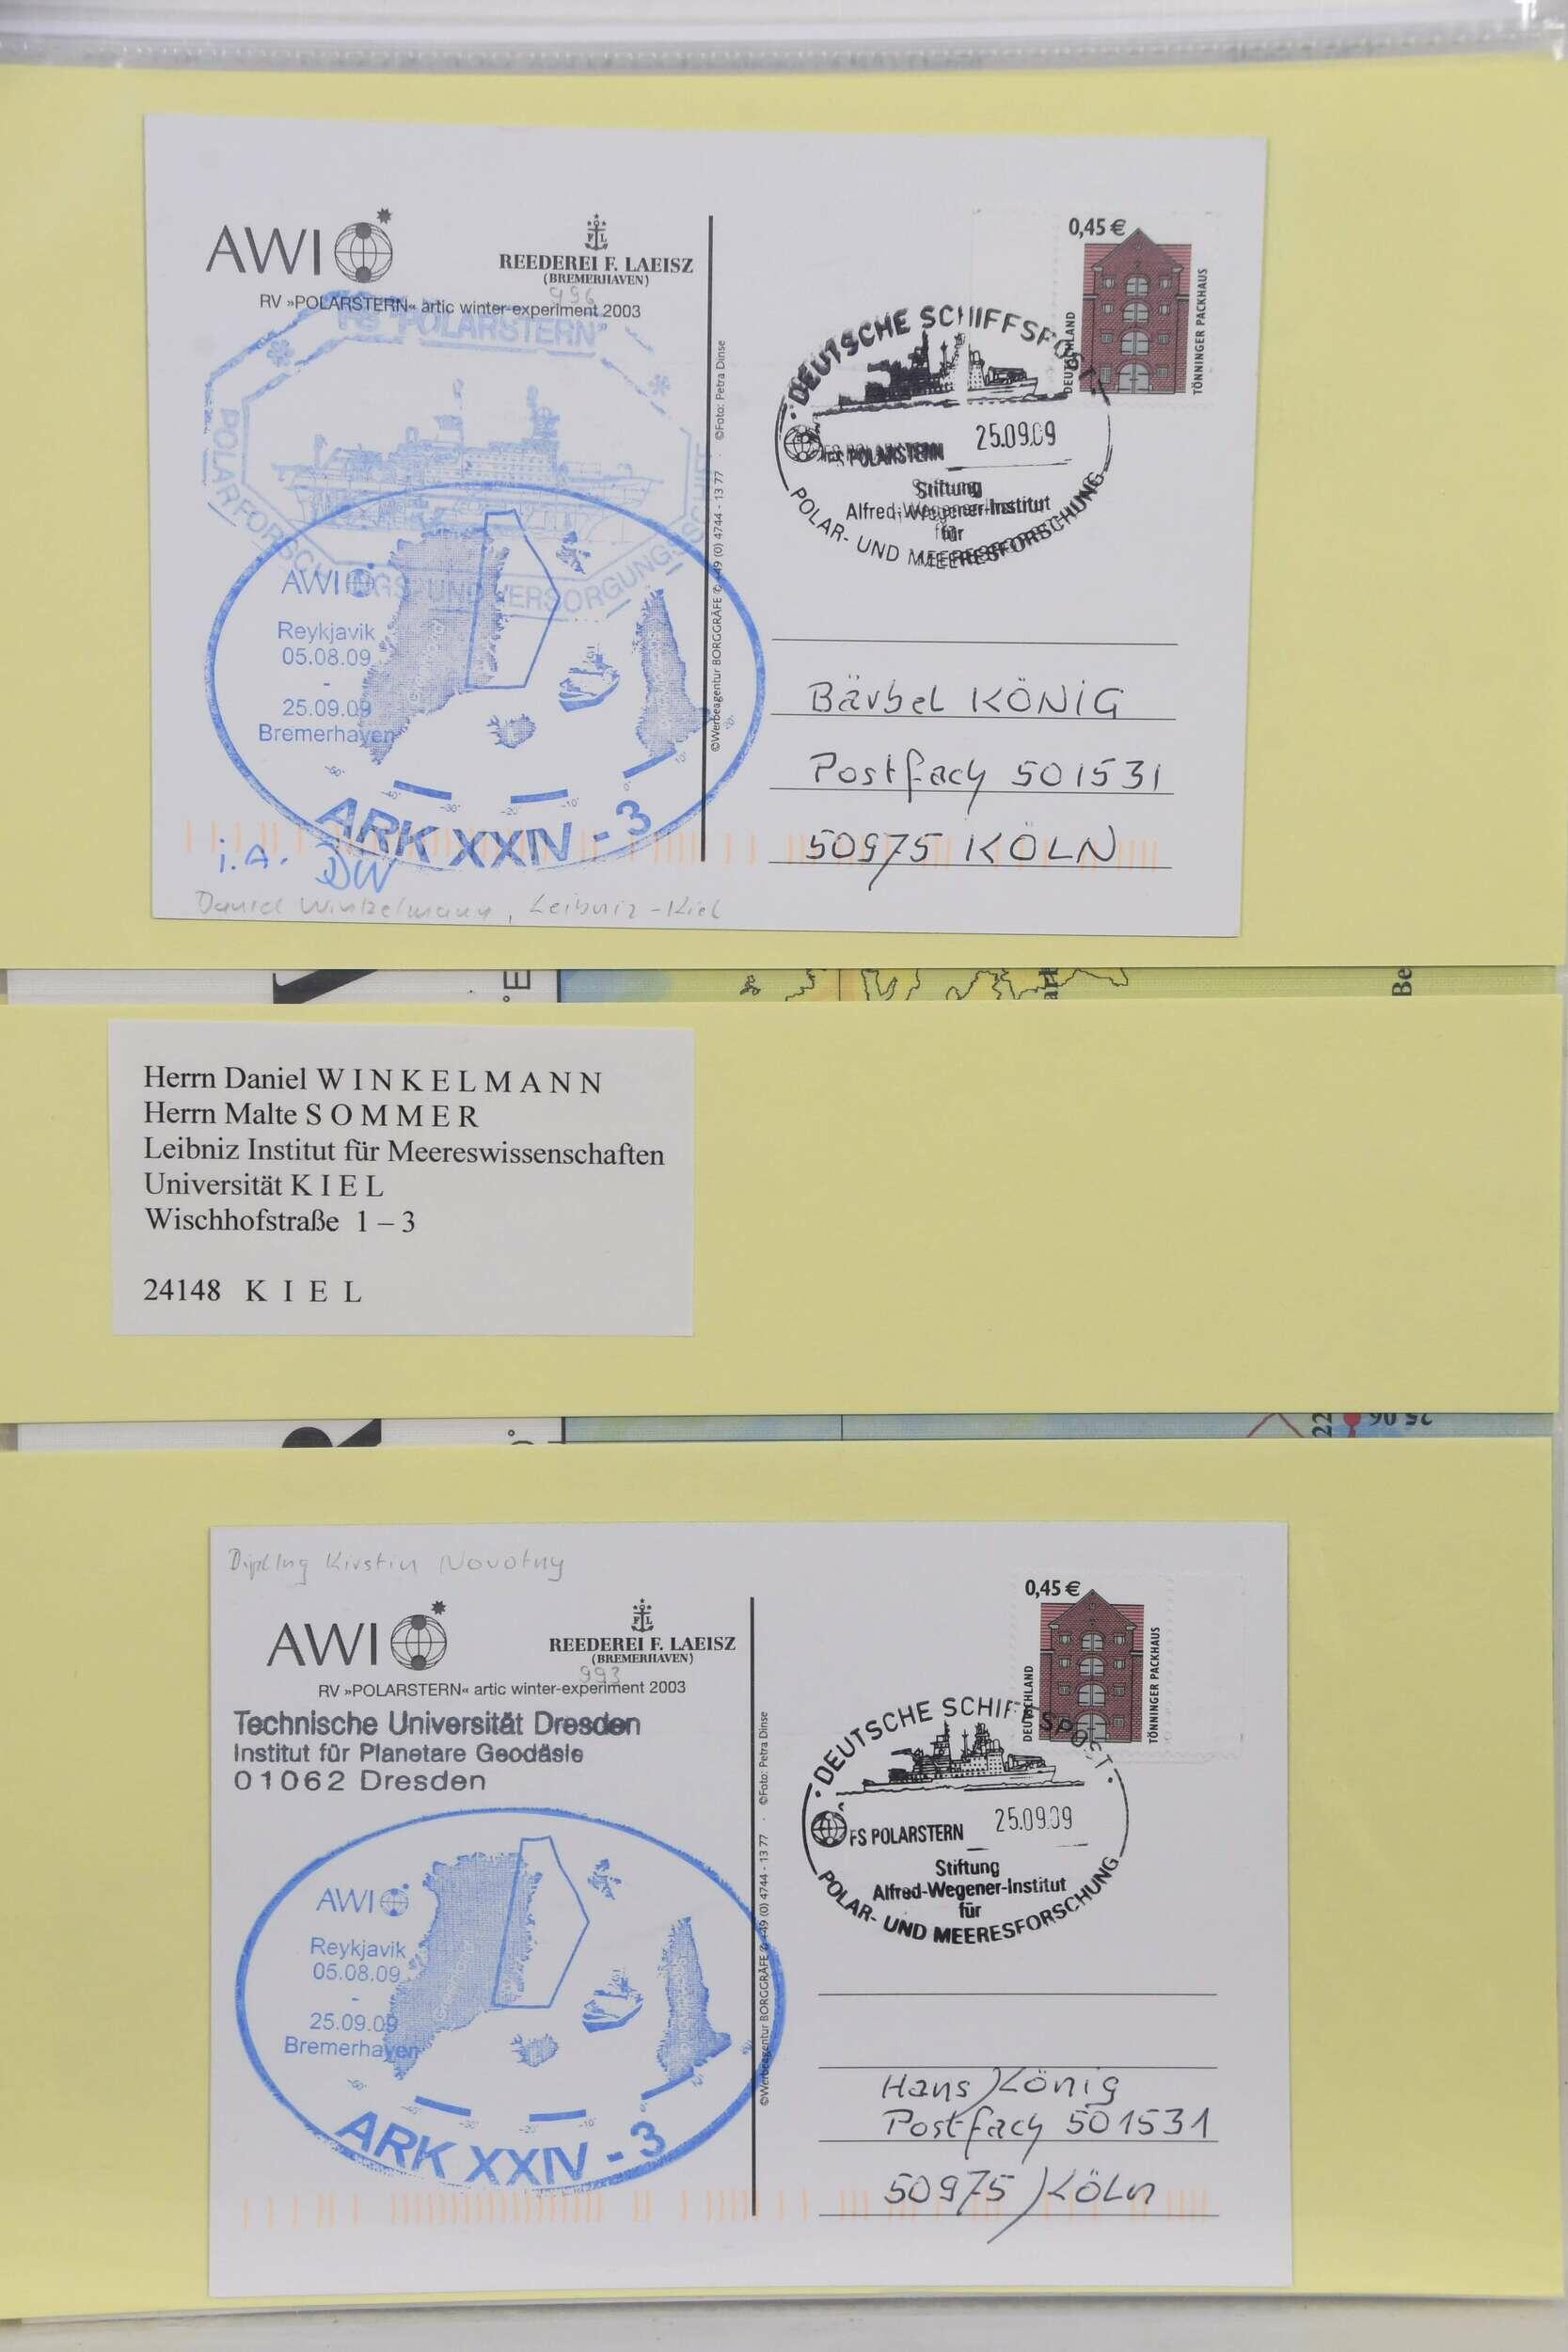 AWI
REEDEREI F. LAEISZ
(BREMERHAVEN)
996
RV »POLARSTERN« artic winter-experiment 2003
FS "POLARSTERN"
POLARFORSCHUNGS- UND VERSORGUNGSSCHIFF
AWI
Reykjavik
05.08.09
-
25.09.09
Bremerhaven
ARK XXIV - 3
i.A. DW
Daniel Winkelmann, Leibniz-Kiel
©Werbeagentur BORGGRÄFE ✆ +49 (0) 4744 - 13 77 · ©Foto: Petra Dinse
0,45 €
DEUTSCHLAND
TÖNNINGER PACKHAUS
DEUTSCHE SCHIFFSPOST
FS POLARSTERN
25.09.09
Stiftung
Alfred-Wegener-Institut
für
POLAR- UND MEERESFORSCHUNG
Bärbel KÖNIG
Postfach 501531
50975 KÖLN
°E
Be
Herrn Daniel W I N K E L M A N N
Herrn Malte S O M M E R
Leibniz Institut für Meereswissenschaften
Universität K I E L
Wischhofstraße 1 – 3
24148 K I E L
22
Dipl.Ing Kirstin Novotny
AWI
REEDEREI F. LAEISZ
(BREMERHAVEN)
993
RV »POLARSTERN« artic winter-experiment 2003
Technische Universität Dresden
Institut für Planetare Geodäsie
01062 Dresden
AWI
Reykjavik
05.08.09
-
25.09.09
Bremerhaven
ARK XXIV - 3
©Werbeagentur BORGGRÄFE ✆ +49 (0) 4744 - 13 77 · ©Foto: Petra Dinse
0,45 €
DEUTSCHLAND
TÖNNINGER PACKHAUS
· DEUTSCHE SCHIFFSPOST ·
FS POLARSTERN
25.09.09
Stiftung
Alfred-Wegener-Institut
für
POLAR- UND MEERESFORSCHUNG
Hans König
Postfach 501531
50975 Köln